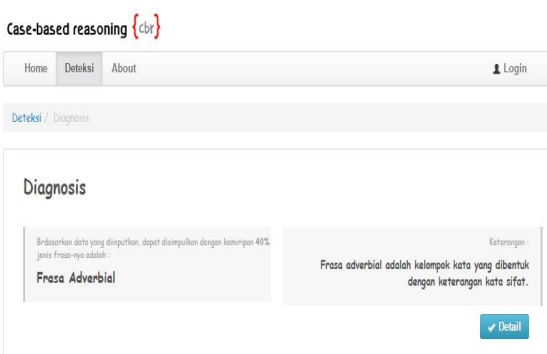 Case-based reasoning {cbr}
Home Deteksi About Login
Deteksi / Diagnosis
Diagnosis
Brdasarkan data yang diinputkan, dapat disimpulkan dengan kemiripan 40%
jenis frasa-nya adalah :
Frasa Adverbial
Keterangan :
Frasa adverbial adalah kelompok kata yang dibentuk
dengan keterangan kata sifat.
Detail